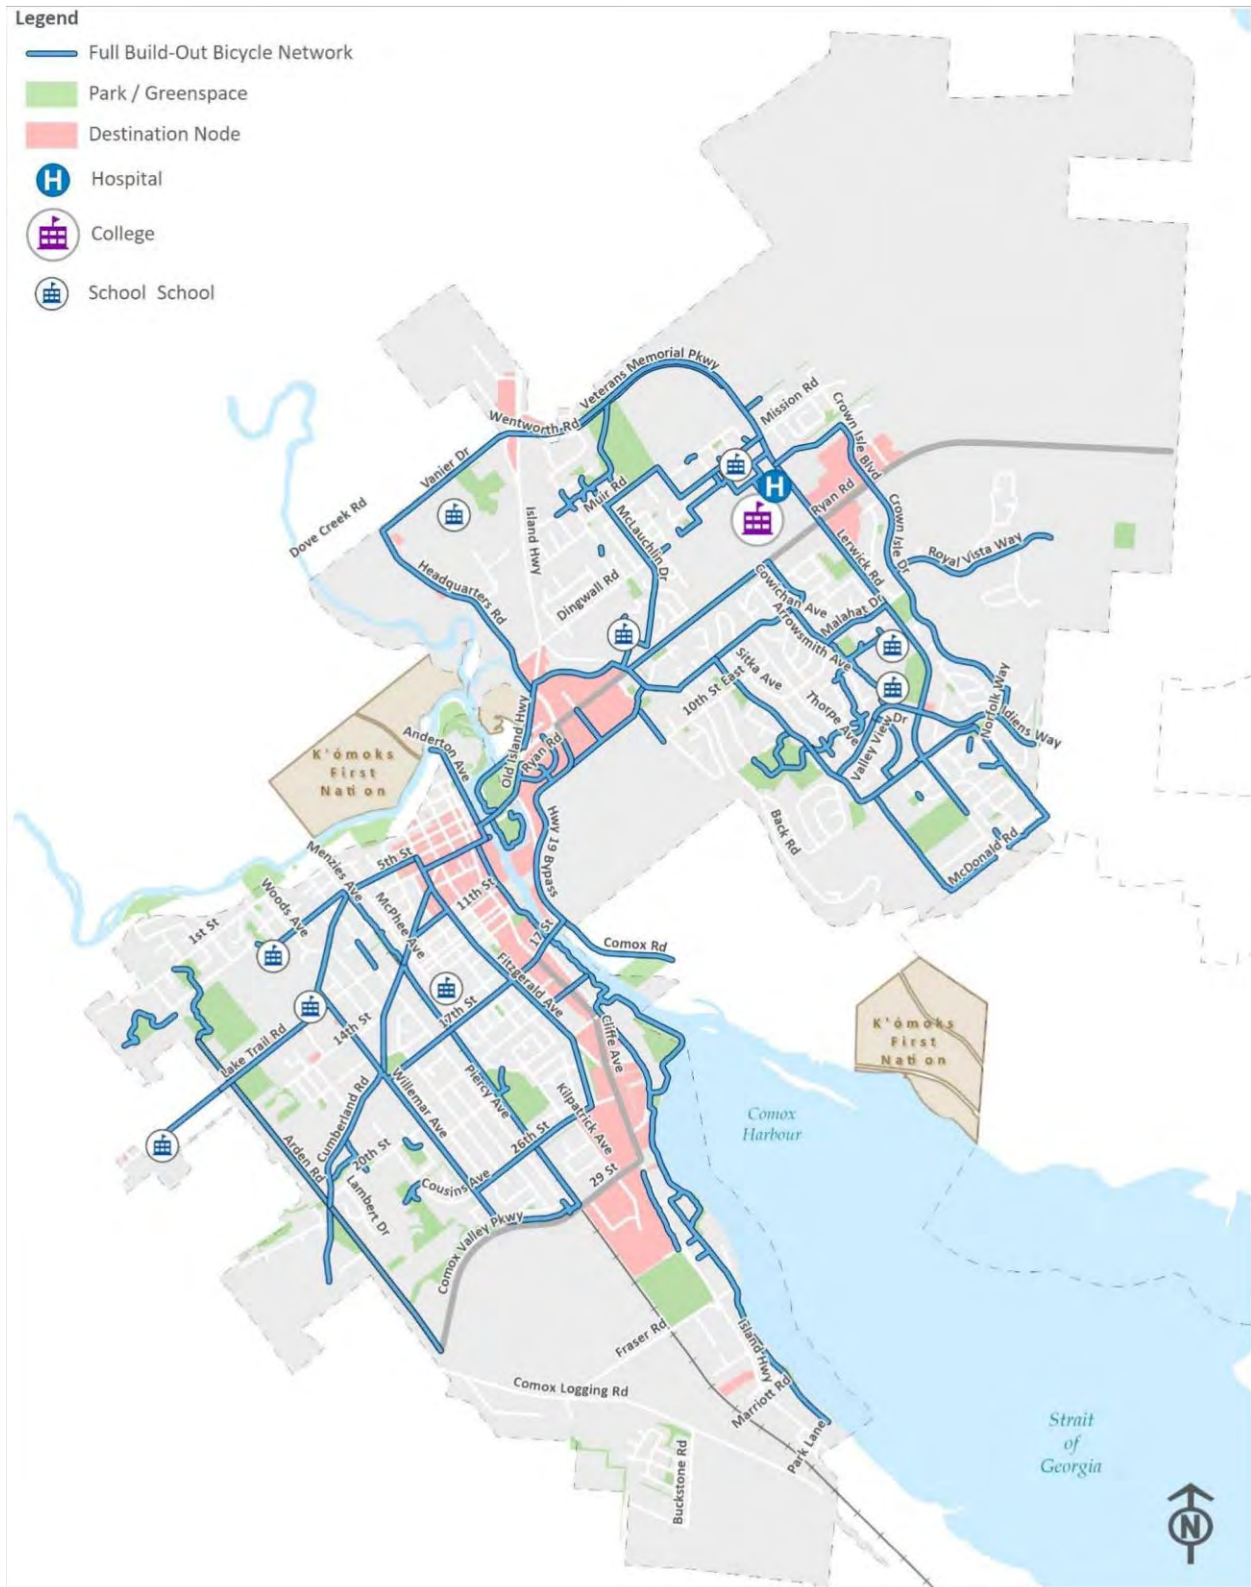 Legend
Full Build-Out Bicycle Network
Park / Greenspace
Destination Node
H
Hospital
College
School School
Veterans Memorial Pkwy
Mission Rd
Wentworth Rd
Crown Isle Blvd
Vanier Dr
H
Ryan Rd
Muir Rd
Dove Creek Rd
Island Hwy
McLauchlin Dr
Crown Isle Dr
Lerwick Rd
Royal Vista Way
Headquarters Rd
Dingwall Rd
Cowichan Ave
Malahat Dr
Arrowsmith Ave
Sitka Ave
10th St East
Thorpe Ave
Norfolk Way
Idiens Way
Valley View Dr
Old Island Hwy
Ryan Rd
Anderton Ave
K'ómoks
First
Nation
Hwy 19 Bypass
Back Rd
McDonald Rd
5th St
Menzies Ave
Woods Ave
McPhee Ave
11th St
1st St
17 St
Comox Rd
Fitzgerald Ave
17th St
14th St
Lake Trail Rd
Cliffe Ave
K'ómoks
First
Nation
Willemar Ave
Piercy Ave
Kilpatrick Ave
Cumberland Rd
Comox
Harbour
Arden Rd
20th St
26th St
29 St
Cousins Ave
Lambert Dr
Comox Valley Pkwy
Fraser Rd
Island Hwy
Comox Logging Rd
Marriott Rd
Park Lane
Buckstone Rd
Strait
of
Georgia
N